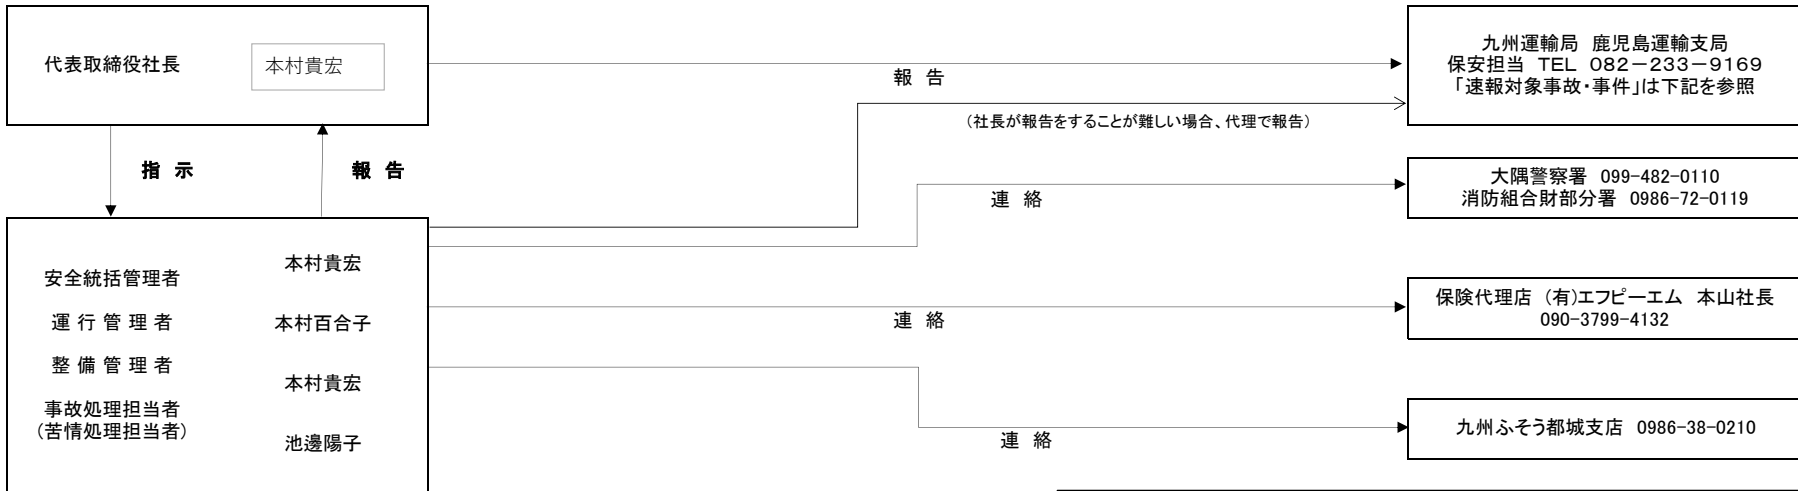 代表取締役社長 本村貴宏
九州運輸局 鹿児島運輸支局
保安担当 TEL 082-233-9169
「速報対象事故・事件」は下記を参照
報 告
(社長が報告をすることが難しい場合、代理で報告)
指 示
報 告
大隅警察署 099-482-0110
消防組合財部分署 0986-72-0119
連 絡
安全統括管理者 本村貴宏
運 行 管 理 者 本村百合子
整 備 管 理 者 本村貴宏
事故処理担当者
(苦情処理担当者) 池邊陽子
保険代理店 (有)エフピーエム 本山社長
090-3799-4132
連 絡
九州ふそう都城支店 0986-38-0210
連 絡